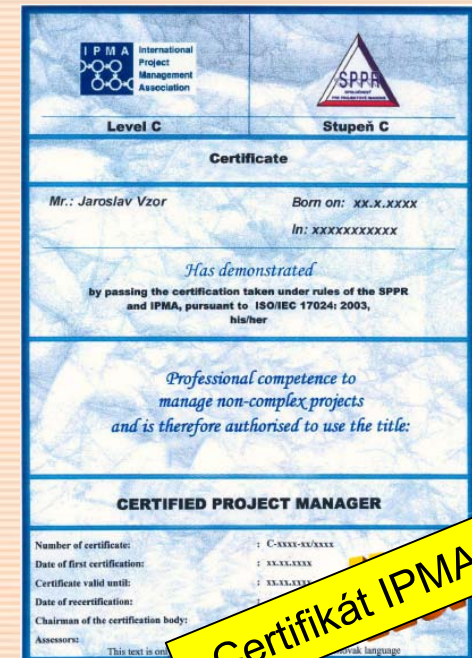 IPMA
International
Project
Management
Association
SPPR
Level C
Stupeň C
Certificate
Mr.: Jaroslav Vzor
Born on: xx.x.xxxx
In: xxxxxxxxxxx
Has demonstrated
by passing the certification taken under rules of the SPPR
and IPMA, pursuant to ISO/IEC 17024: 2003,
his/her
Professional competence to
manage non-complex projects
and is therefore authorised to use the title:
CERTIFIED PROJECT MANAGER
Number of certificate: : C-xxxx-xx/xxxx
Date of first certification: : xx.xx.xxxx
Certificate valid until: : xx.xx.xxxx
Date of recertification: :
Chairman of the certification body:
Assessors:
This text is language
Certifikát IPMA